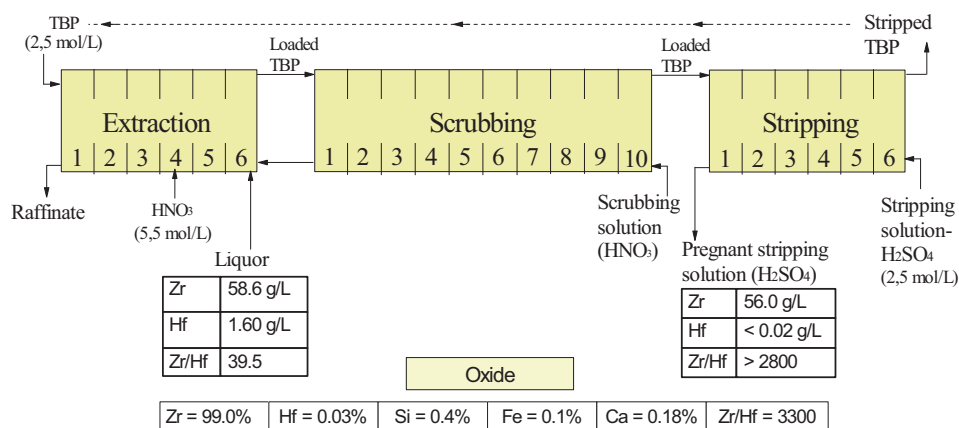 TBP
(2,5 mol/L)
Loaded
TBP
Loaded
TBP
Stripped
TBP
Extraction
1 2 3 4 5 6
Scrubbing
1 2 3 4 5 6 7 8 9 10
Stripping
1 2 3 4 5 6
Raffinate
HNO₃
(5,5 mol/L)
Liquor
Zr 58.6 g/L
Hf 1.60 g/L
Zr/Hf 39.5
Scrubbing
solution
(HNO₃)
Pregnant stripping
solution (H₂SO₄)
Zr 56.0 g/L
Hf < 0.02 g/L
Zr/Hf > 2800
Stripping
solution-
H₂SO₄
(2,5 mol/L)
Oxide
Zr = 99.0% Hf = 0.03% Si = 0.4% Fe = 0.1% Ca = 0.18% Zr/Hf = 3300